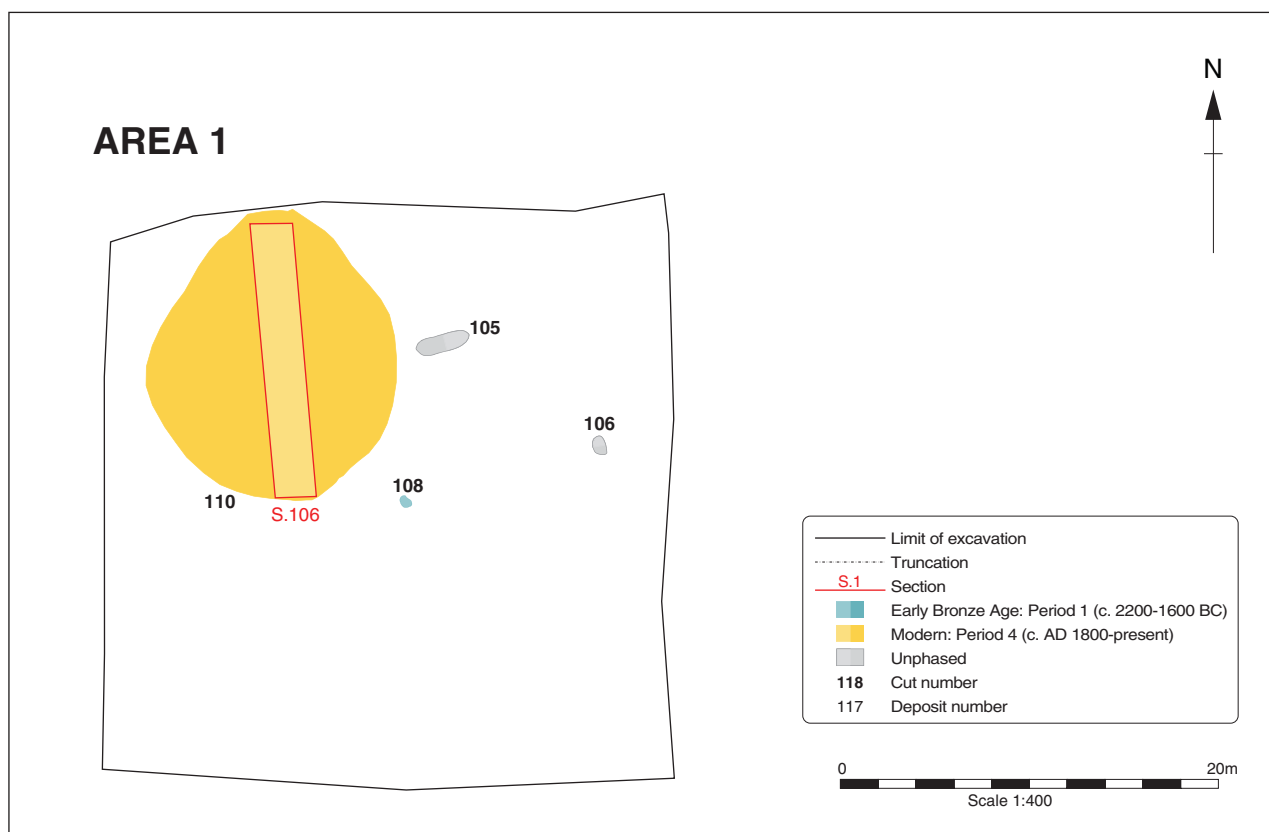 N
AREA 1
105
106
108
110
S.106
Limit of excavation
Truncation
S.1 Section
Early Bronze Age: Period 1 (c. 2200-1600 BC)
Modern: Period 4 (c. AD 1800-present)
Unphased
118 Cut number
117 Deposit number
0 20m
Scale 1:400